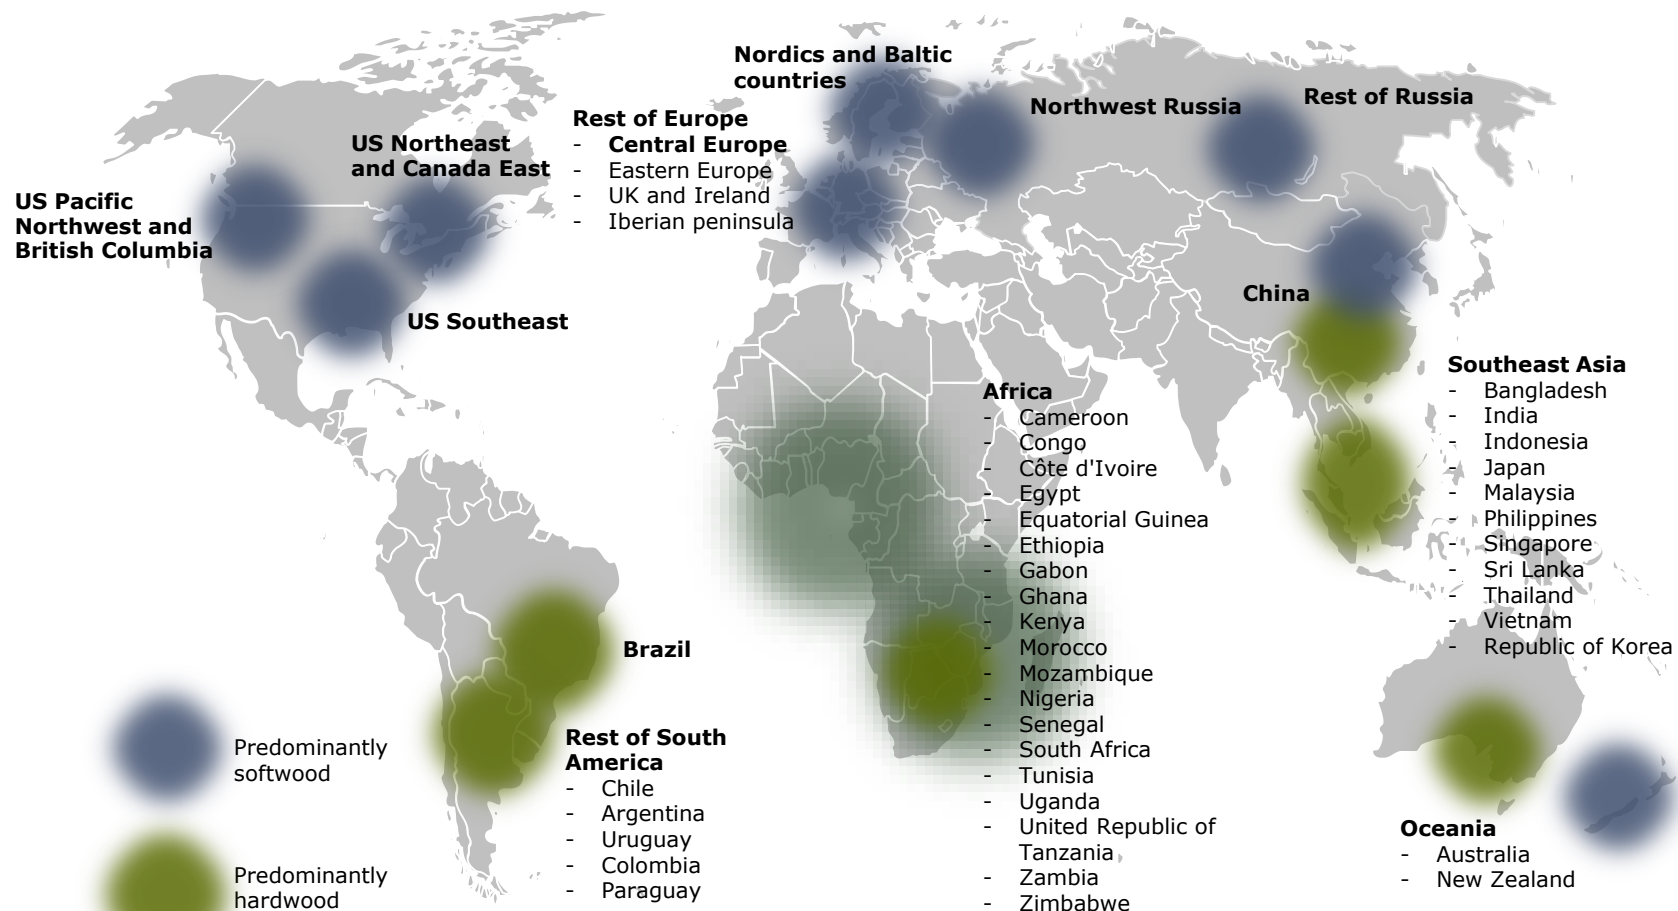 Nordics and Baltic
countries
Northwest Russia
Rest of Russia
Rest of Europe
- Central Europe
- Eastern Europe
- UK and Ireland
- Iberian peninsula
US Northeast
and Canada East
US Pacific
Northwest and
British Columbia
US Southeast
China
Southeast Asia
- Bangladesh
- India
- Indonesia
- Japan
- Malaysia
- Philippines
- Singapore
- Sri Lanka
- Thailand
- Vietnam
- Republic of Korea
Africa
- Cameroon
- Congo
- Côte d'Ivoire
- Egypt
- Equatorial Guinea
- Ethiopia
- Gabon
- Ghana
- Kenya
- Morocco
- Mozambique
- Nigeria
- Senegal
- South Africa
- Tunisia
- Uganda
- United Republic of
Tanzania
- Zambia
- Zimbabwe
Brazil
Rest of South
America
- Chile
- Argentina
- Uruguay
- Colombia
- Paraguay
Oceania
- Australia
- New Zealand
Predominantly
softwood
Predominantly
hardwood